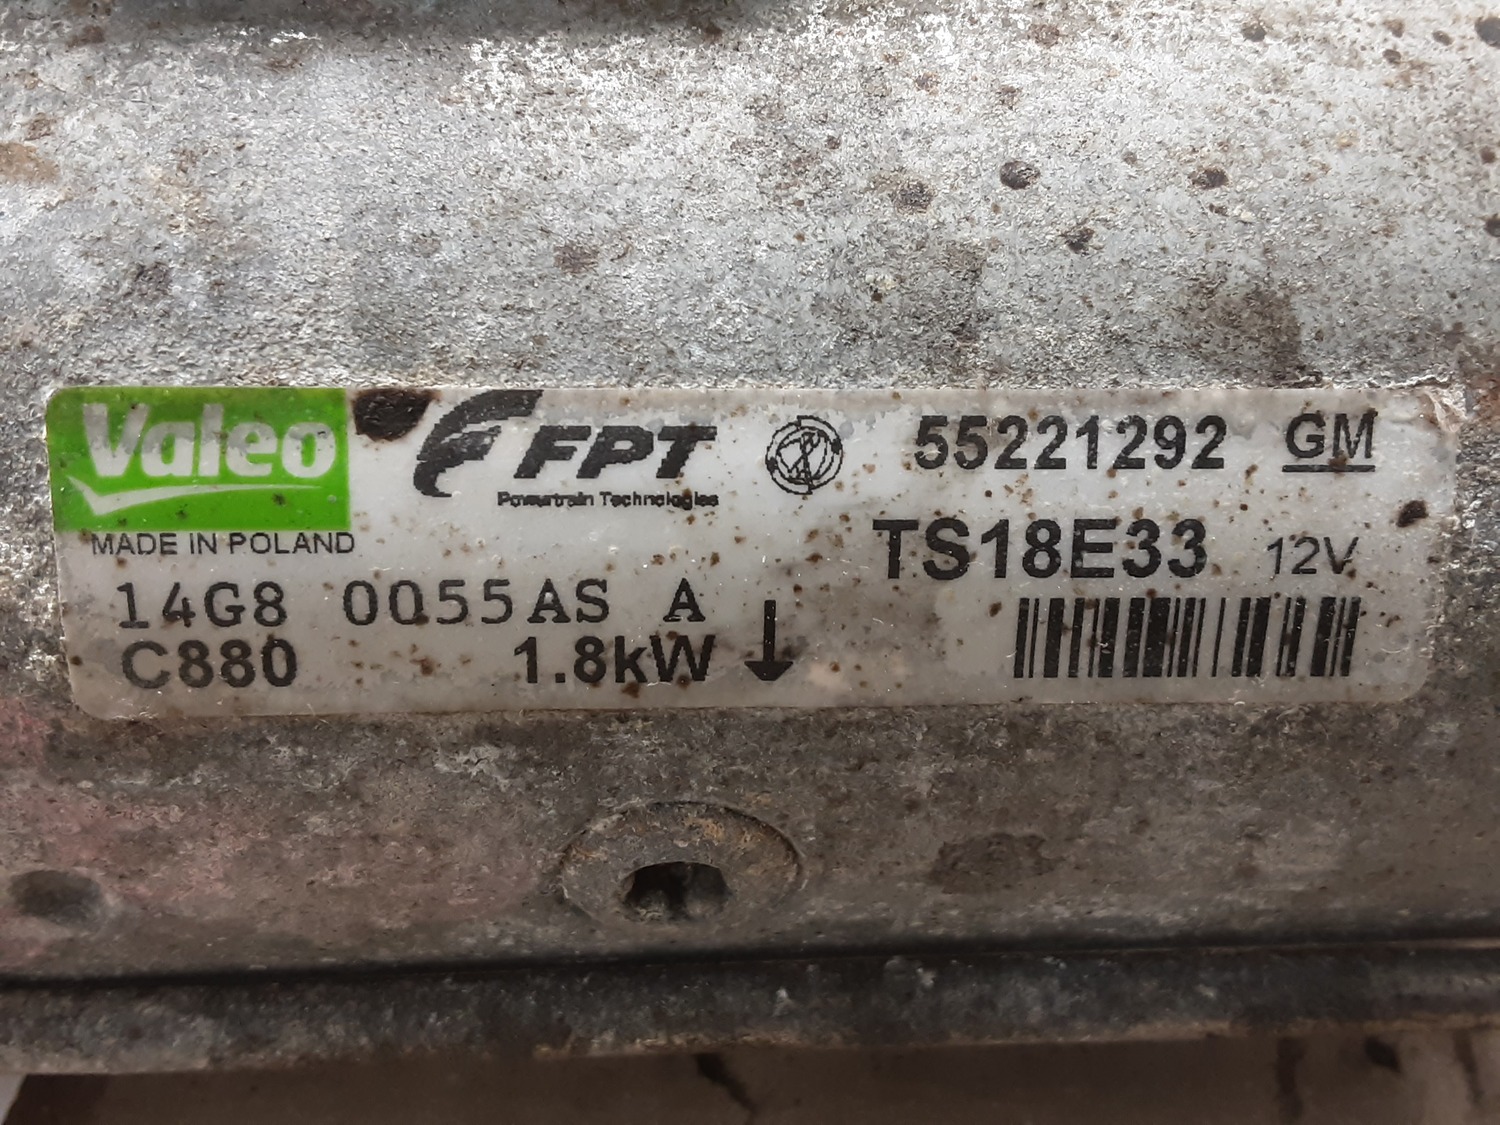 Valeo FPT 55221292 GM
Powertrain Technologies
MADE IN POLAND TS18E33 12V
14G8 0055AS A
C880 1.8kW